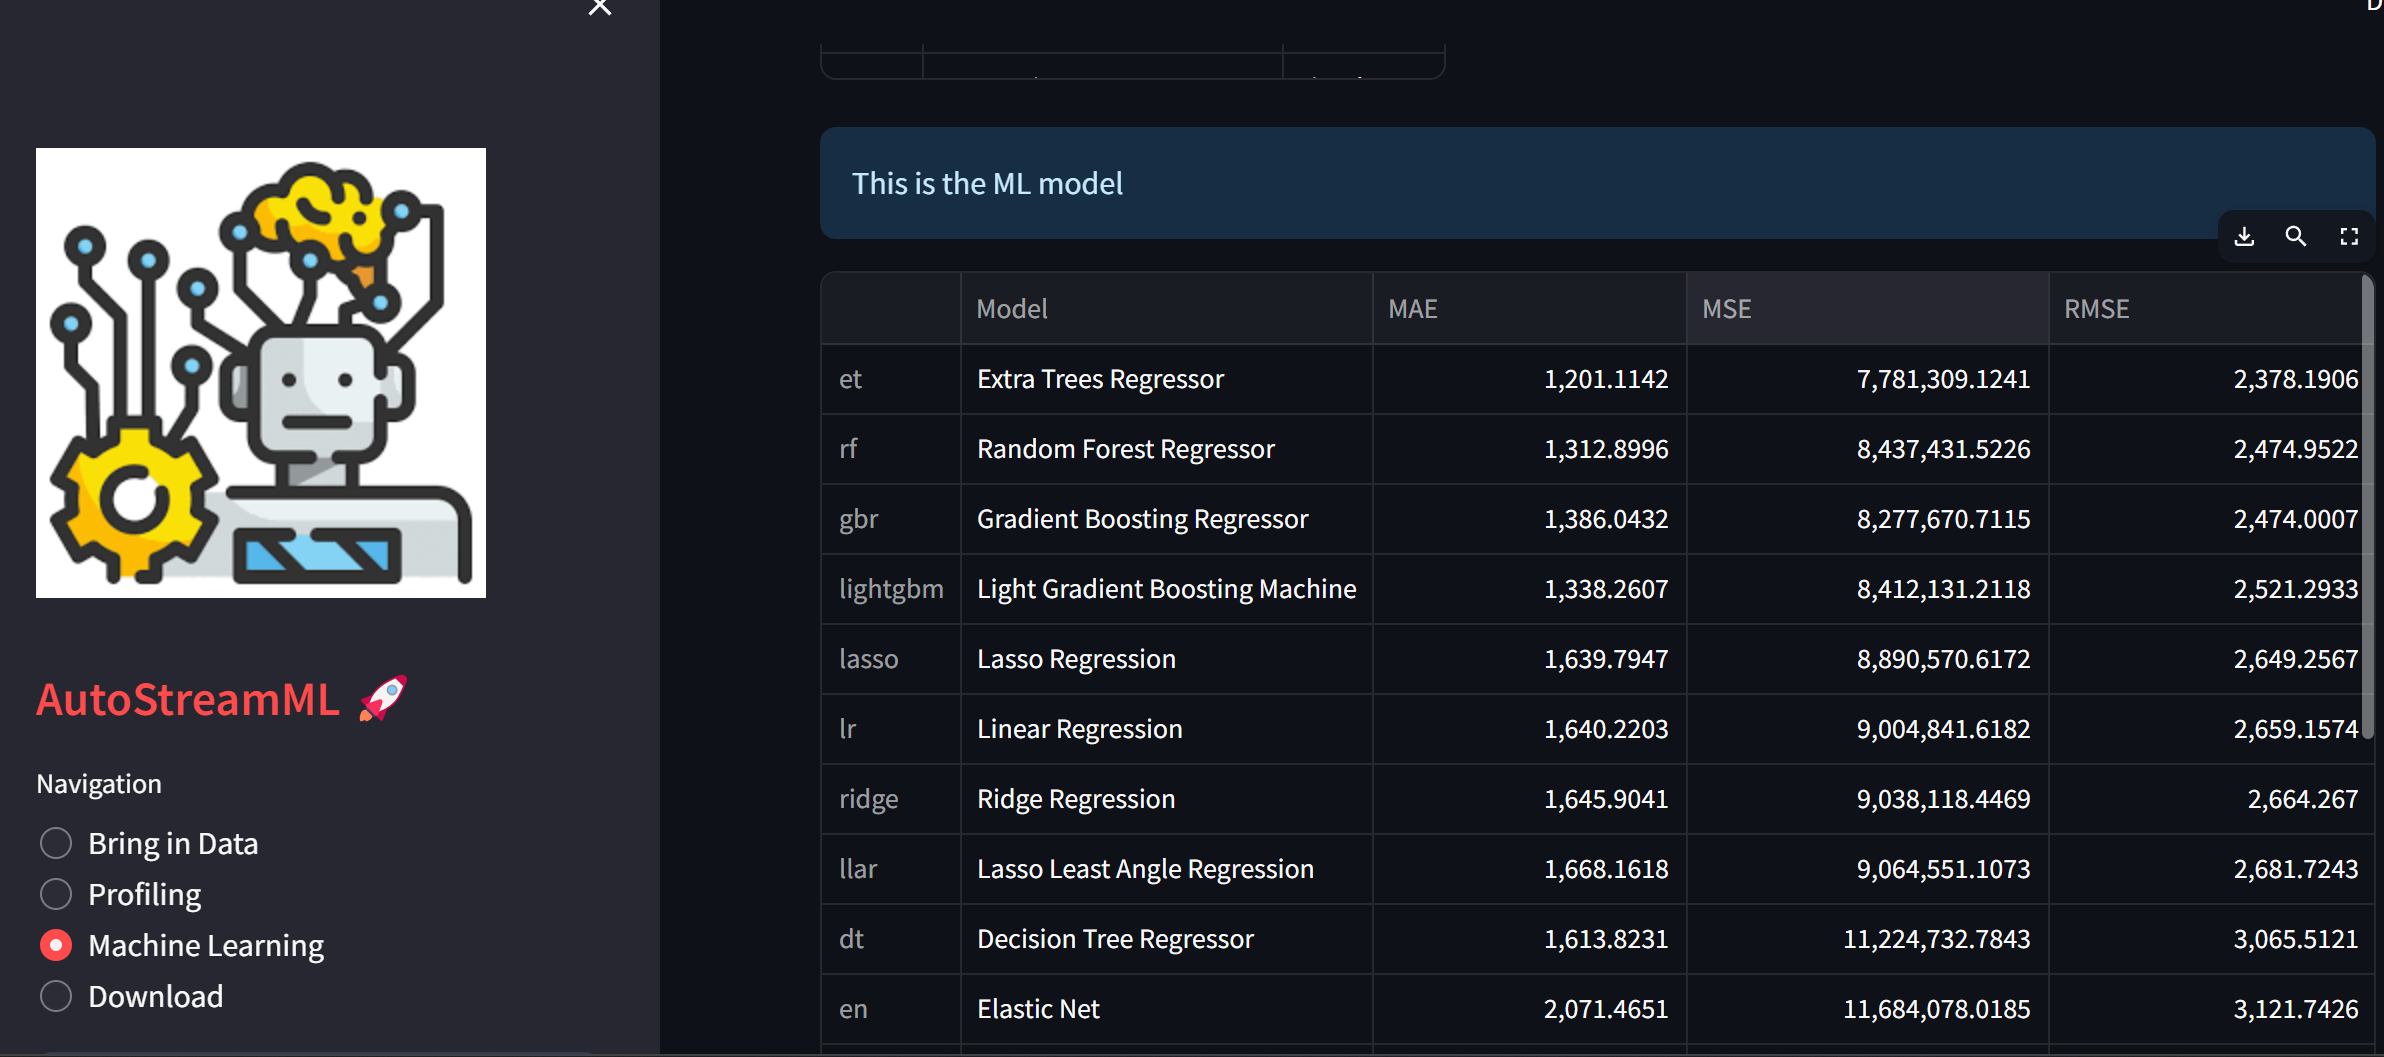 This is the ML model
Model MAE MSE RMSE
et Extra Trees Regressor 1,201.1142 7,781,309.1241 2,378.1906
rf Random Forest Regressor 1,312.8996 8,437,431.5226 2,474.9522
gbr Gradient Boosting Regressor 1,386.0432 8,277,670.7115 2,474.0007
lightgbm Light Gradient Boosting Machine 1,338.2607 8,412,131.2118 2,521.2933
lasso Lasso Regression 1,639.7947 8,890,570.6172 2,649.2567
lr Linear Regression 1,640.2203 9,004,841.6182 2,659.1574
ridge Ridge Regression 1,645.9041 9,038,118.4469 2,664.267
llar Lasso Least Angle Regression 1,668.1618 9,064,551.1073 2,681.7243
dt Decision Tree Regressor 1,613.8231 11,224,732.7843 3,065.5121
en Elastic Net 2,071.4651 11,684,078.0185 3,121.7426
AutoStreamML 🚀
Navigation
Bring in Data
Profiling
Machine Learning
Download